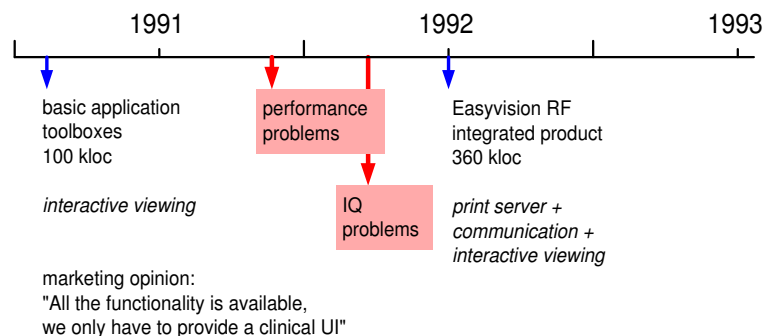 1991 1992 1993
basic application
toolboxes
100 kloc
performance
problems
Easyvision RF
integrated product
360 kloc
interactive viewing
IQ
problems
print server +
communication +
interactive viewing
marketing opinion:
"All the functionality is available,
we only have to provide a clinical UI"